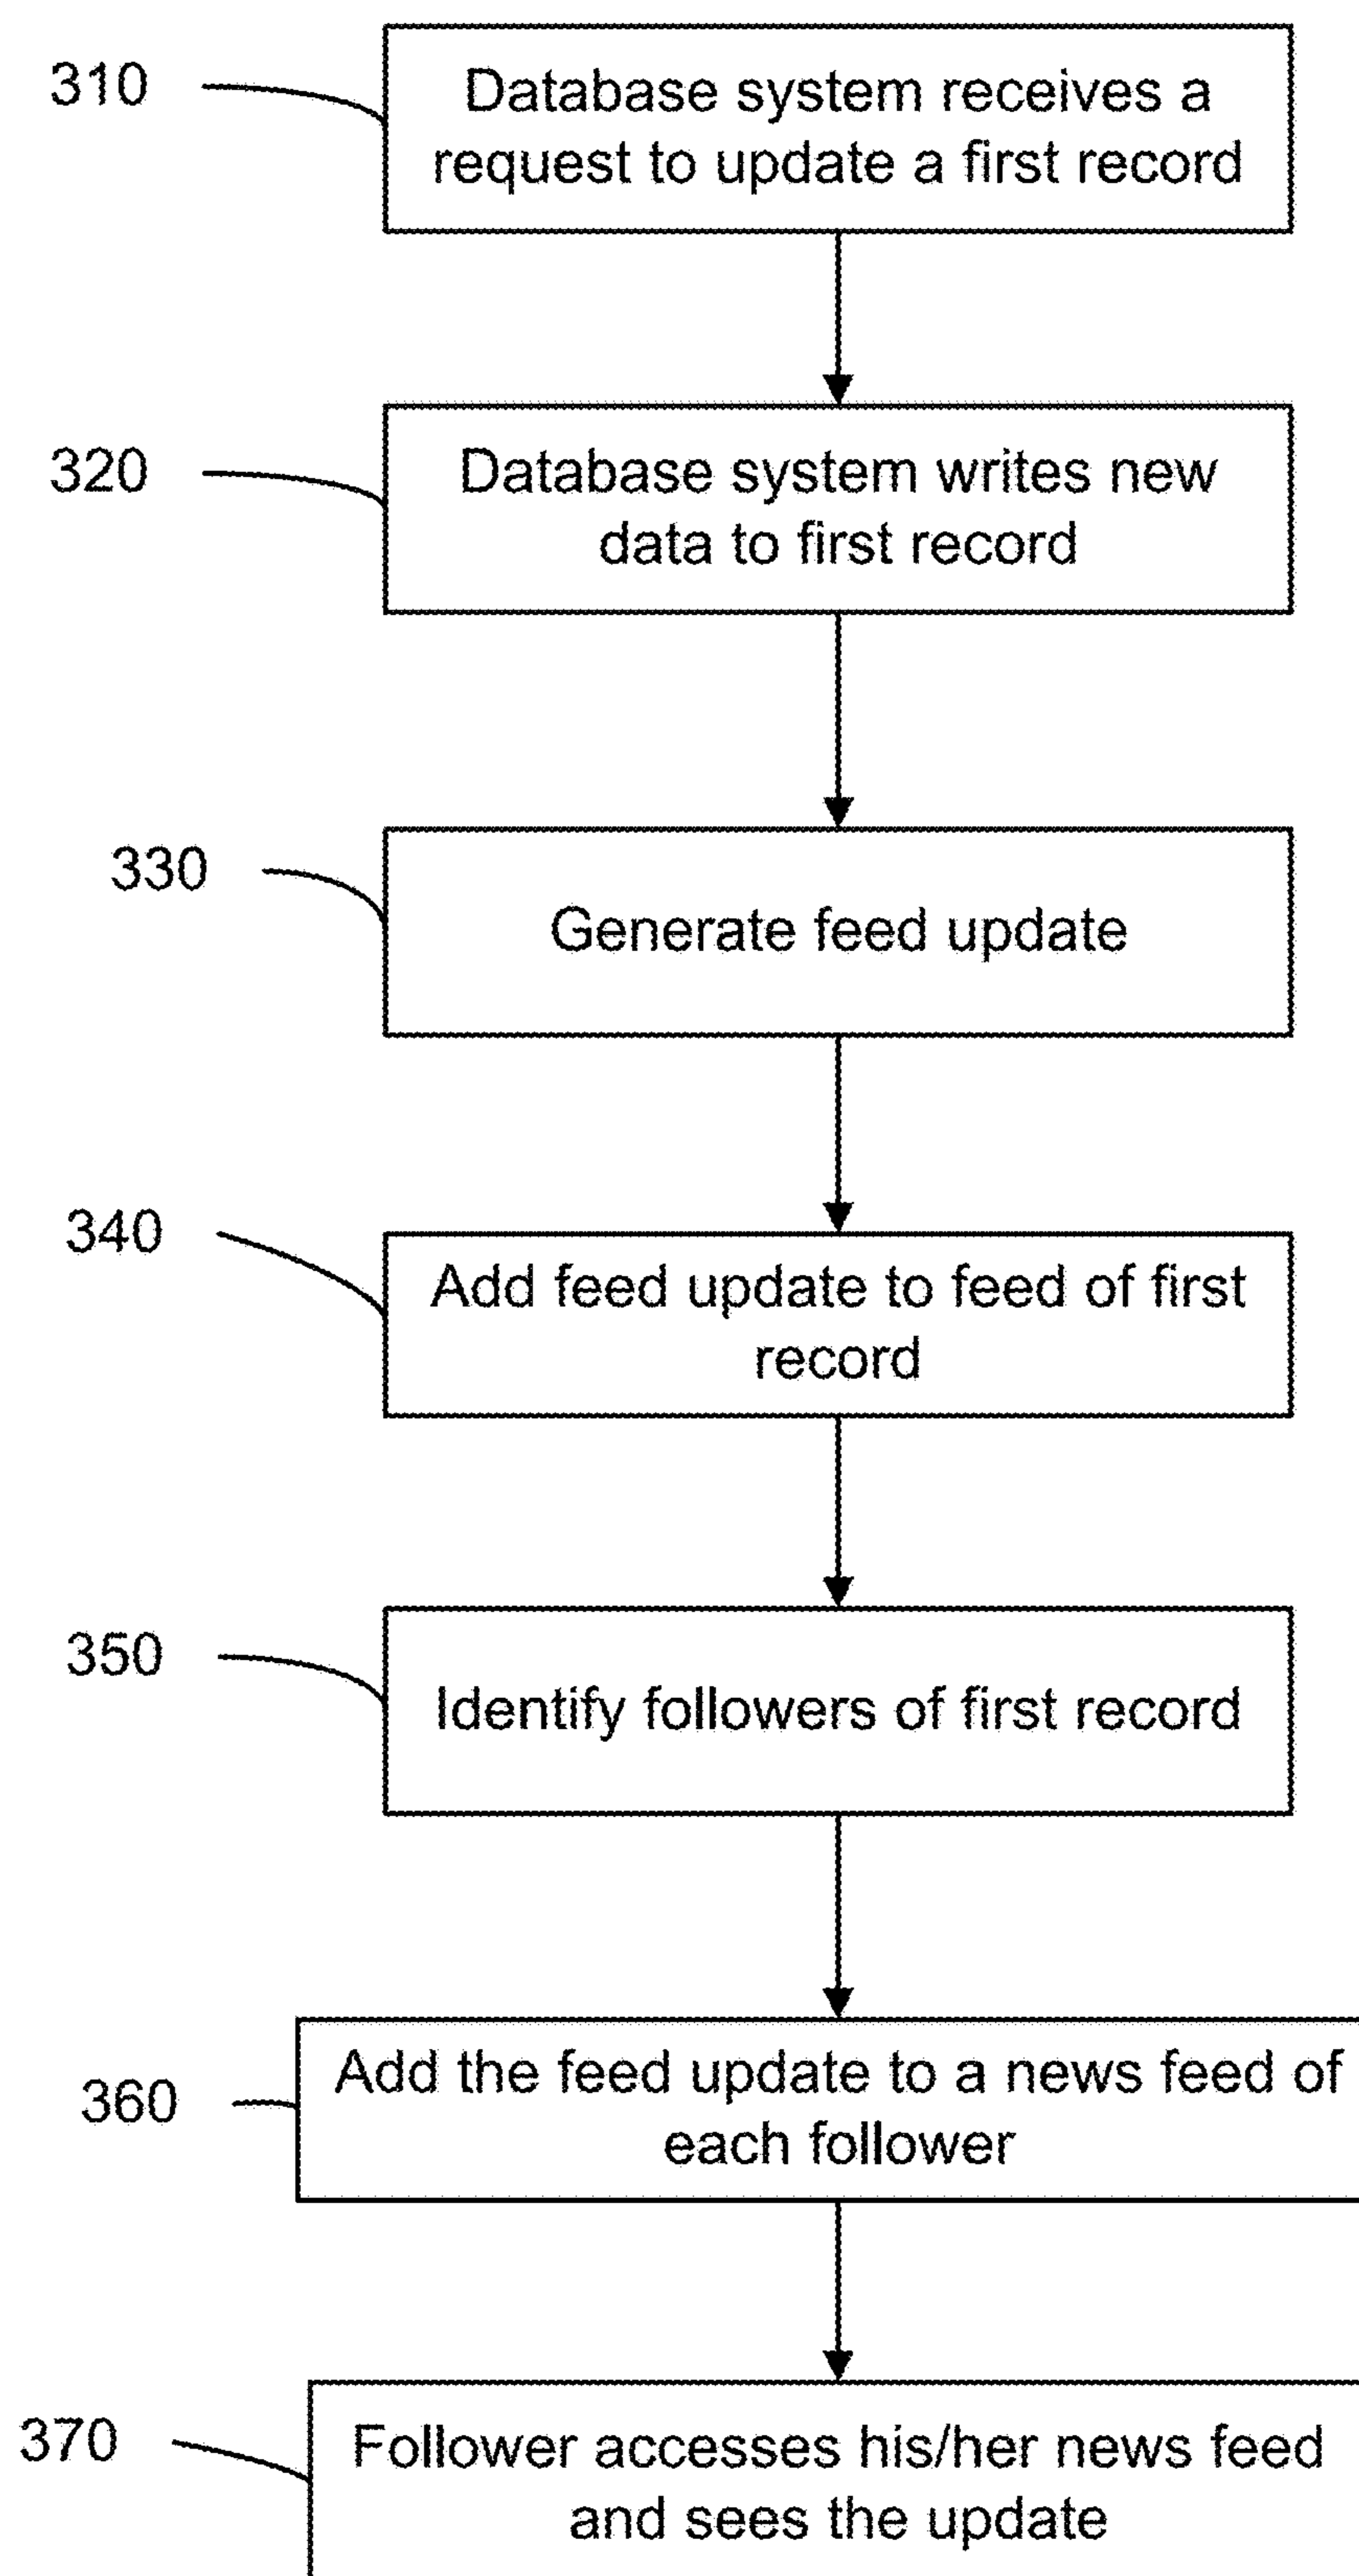 310
Database system receives a
request to update a first record
320
Database system writes new
data to first record
330
Generate feed update
340
Add feed update to feed of first
record
350
Identify followers of first record
360
Add the feed update to a news feed of
each follower
370
Follower accesses his/her news feed
and sees the update